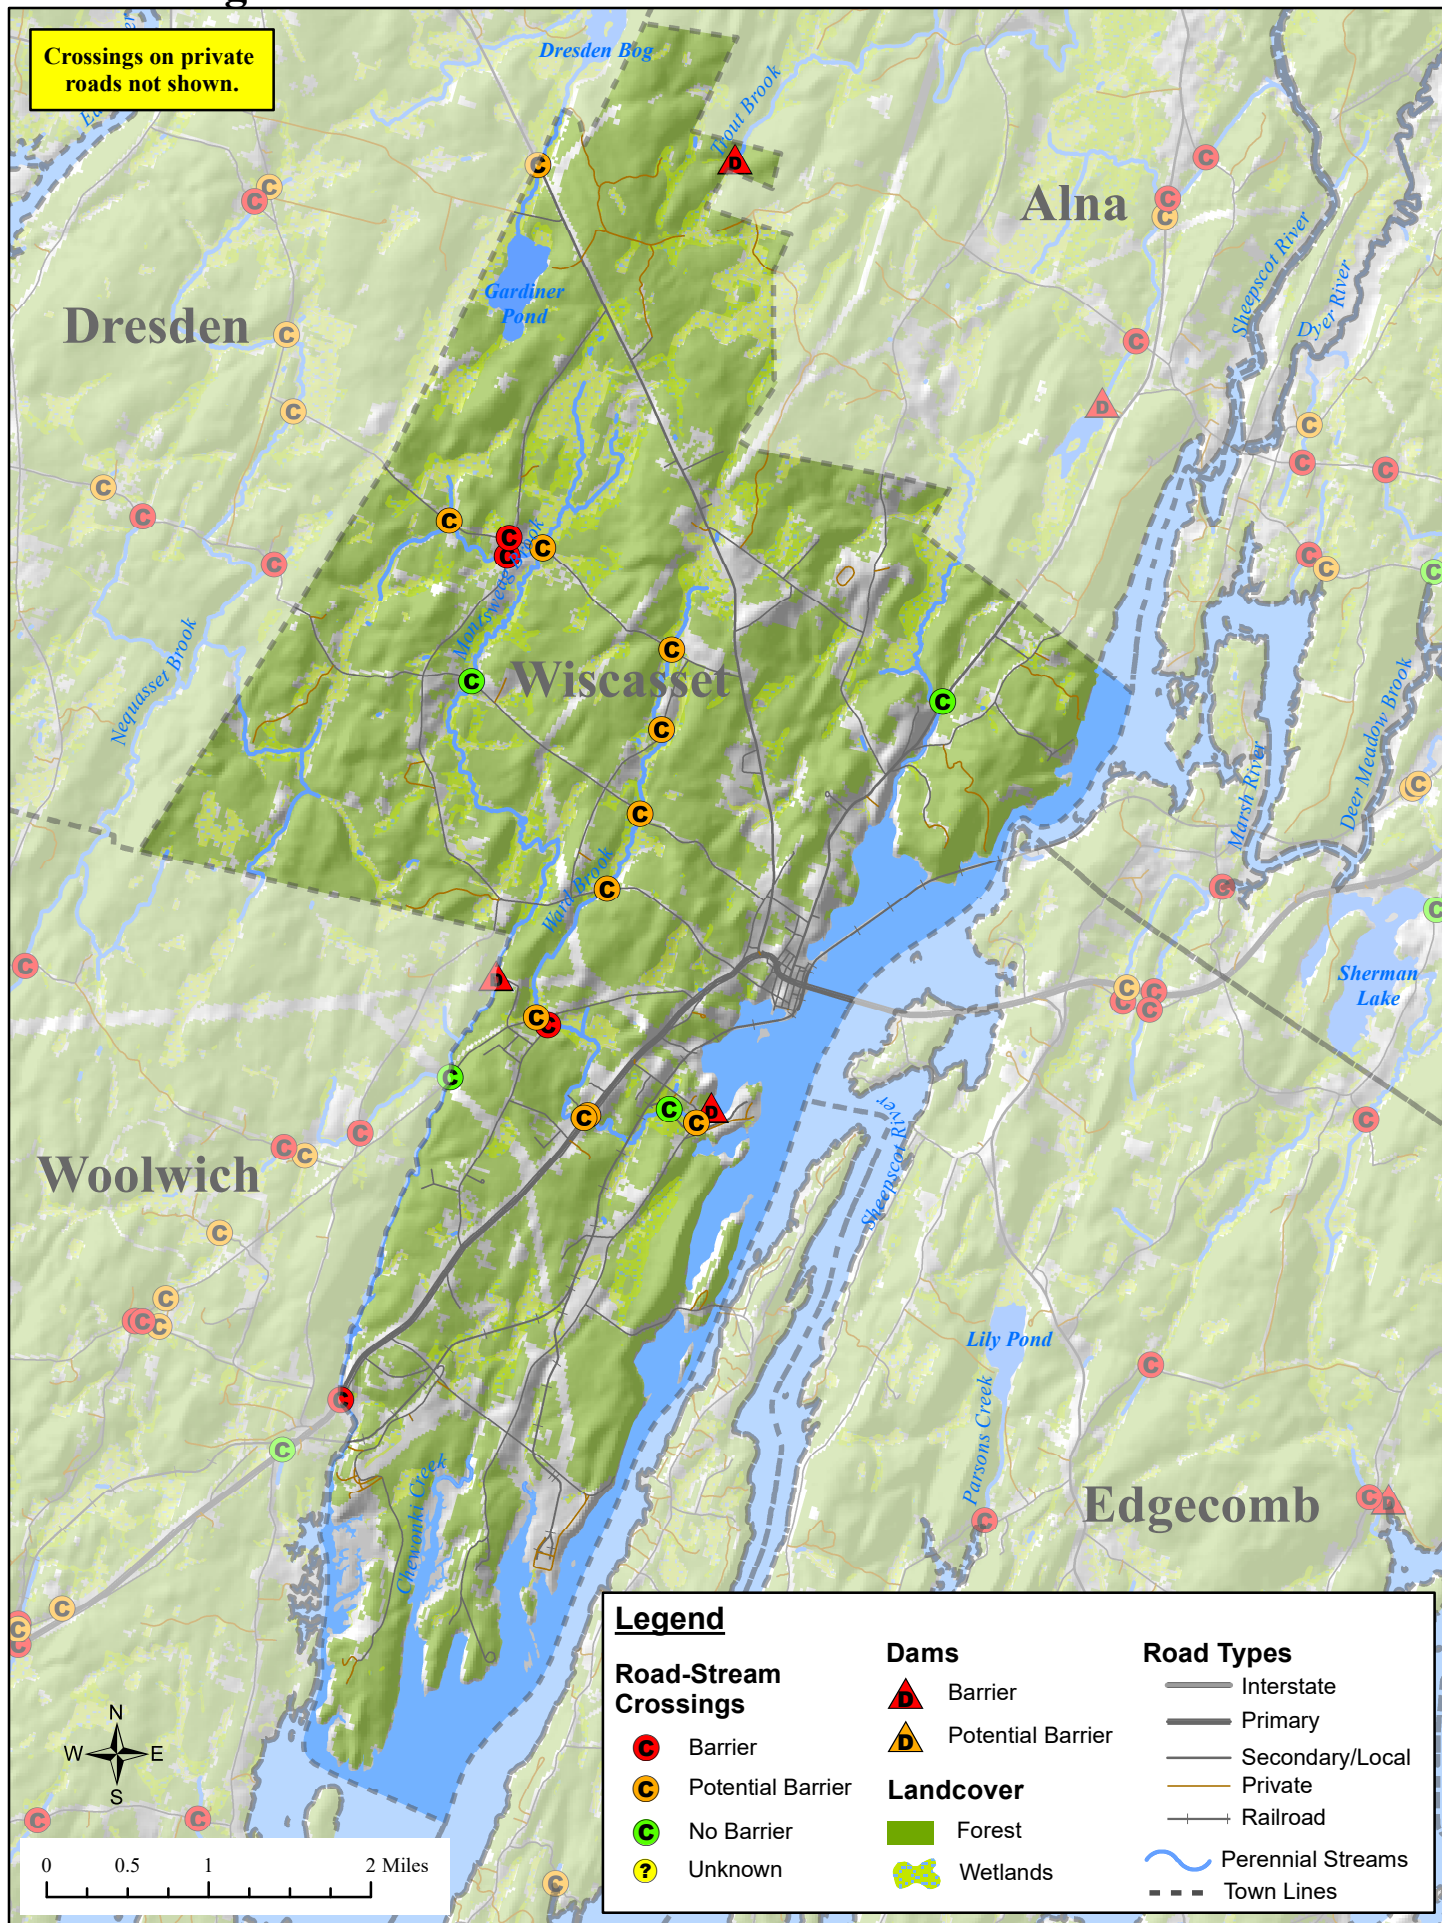 Crossings on private
roads not shown.
Dresden Bog
Trout Brook
Alna
Sheepscot River
Dyer River
Gardiner
Pond
Dresden
Montsweag Brook
Wiscasset
Nequasset Brook
Marsh River
Deer Meadow Brook
Ward Brook
Sherman
Lake
Sheepscot River
Woolwich
Lily Pond
Parsons Creek
Chewonki Creek
Edgecomb
N
W E
S
0 0.5 1 2 Miles
Legend
Road-Stream
Crossings
C Barrier
C Potential Barrier
C No Barrier
? Unknown
Dams
D Barrier
D Potential Barrier
Landcover
Forest
Wetlands
Road Types
Interstate
Primary
Secondary/Local
Private
Railroad
Perennial Streams
Town Lines